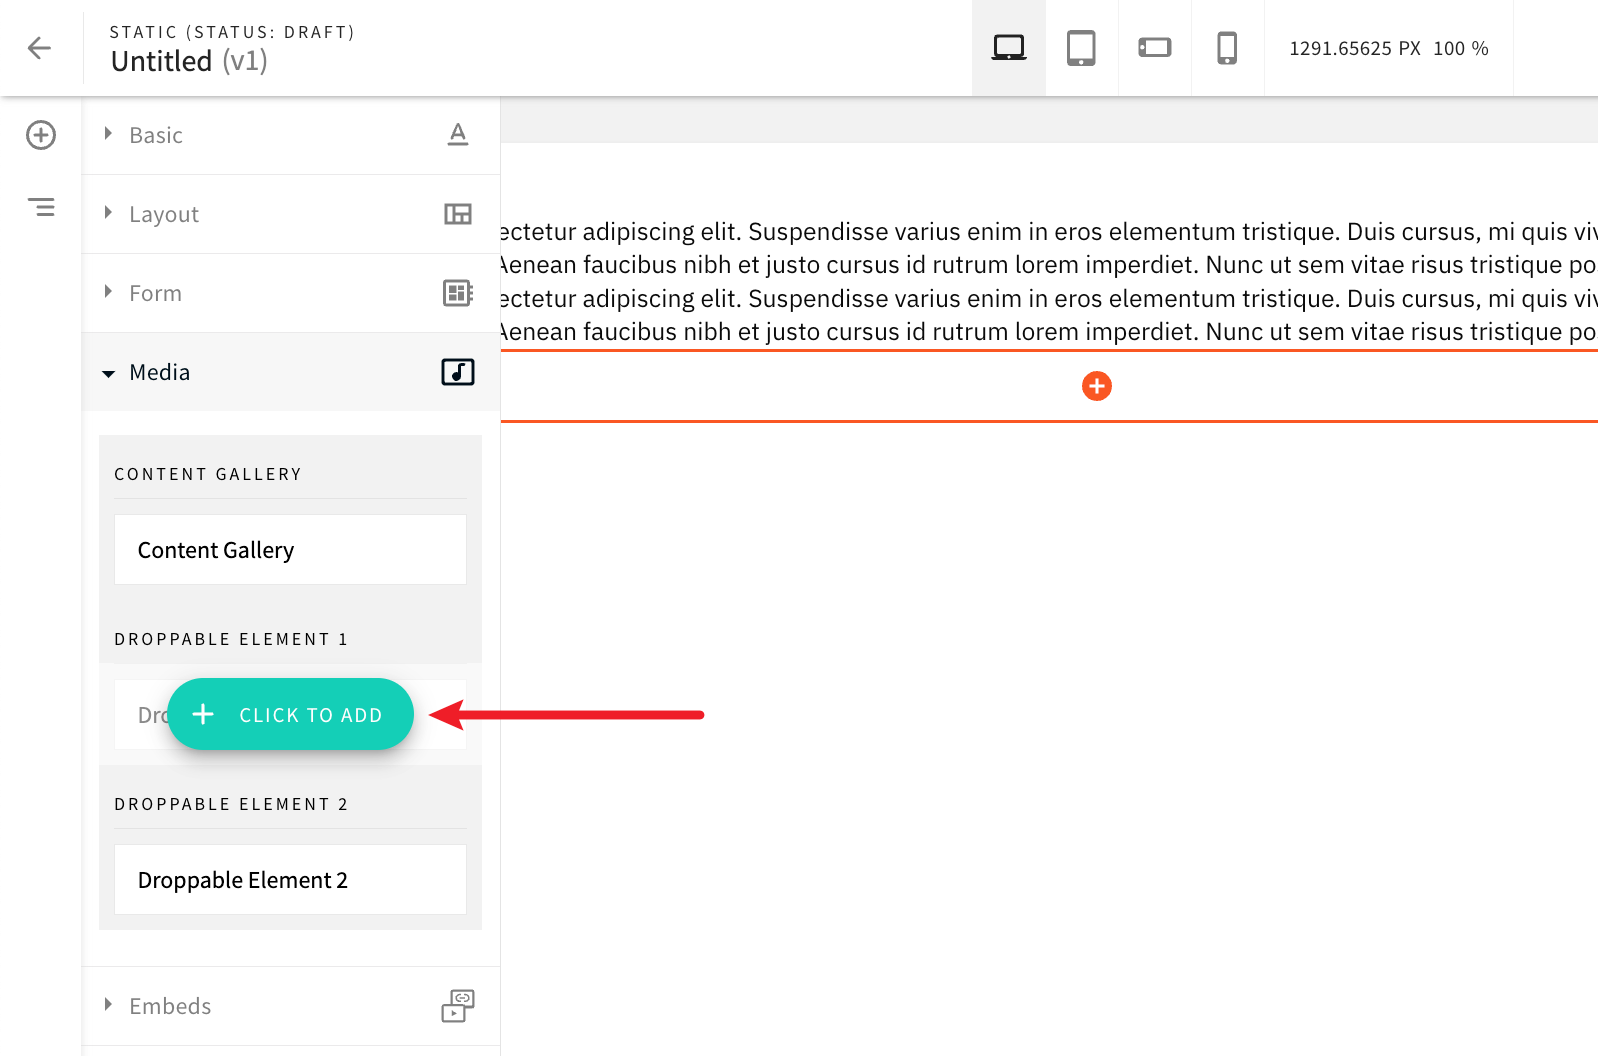 STATIC (STATUS: DRAFT)
Untitled (v1)
1291.65625 PX 100 %
Basic
Layout
Form
Media
CONTENT GALLERY
Content Gallery
DROPPABLE ELEMENT 1
CLICK TO ADD
DROPPABLE ELEMENT 2
Droppable Element 2
Embeds
ectetur adipiscing elit. Suspendisse varius enim in eros elementum tristique. Duis cursus, mi quis viv
Aenean faucibus nibh et justo cursus id rutrum lorem imperdiet. Nunc ut sem vitae risus tristique po
ectetur adipiscing elit. Suspendisse varius enim in eros elementum tristique. Duis cursus, mi quis viv
Aenean faucibus nibh et justo cursus id rutrum lorem imperdiet. Nunc ut sem vitae risus tristique po